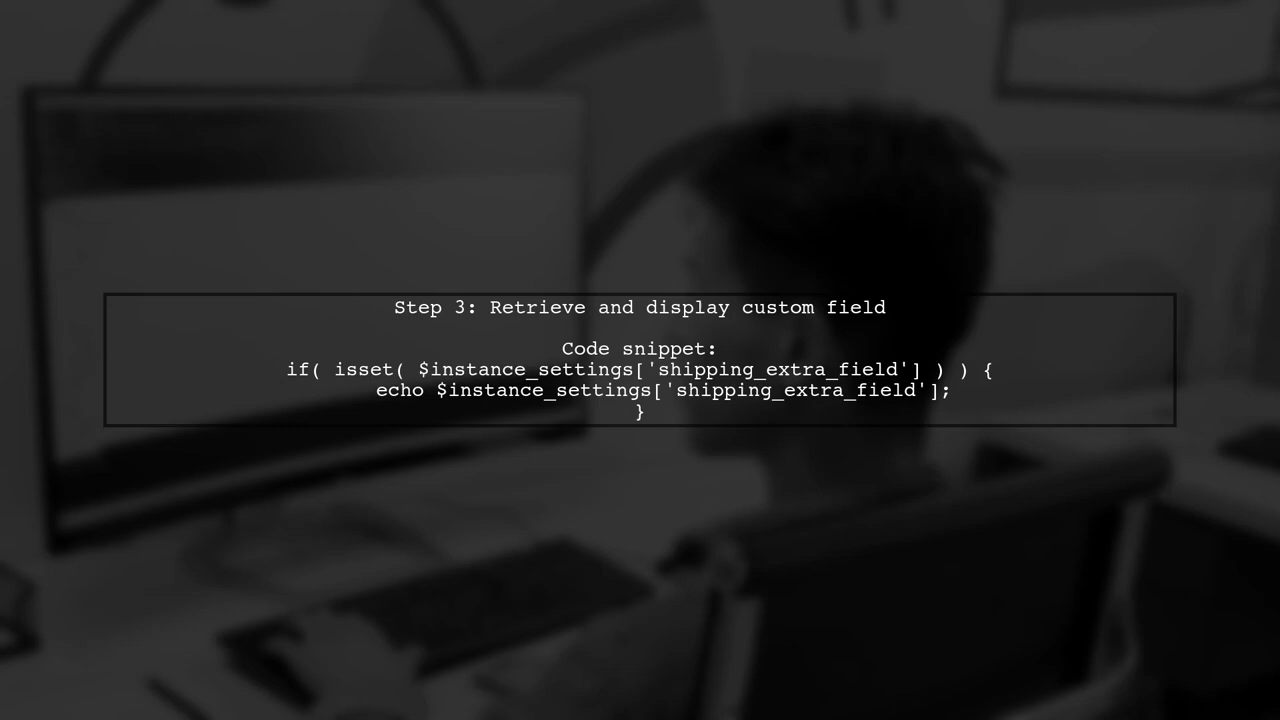 Step 3: Retrieve and display custom field
Code snippet:
if( isset( $instance_settings['shipping_extra_field'] ) ) {
echo $instance_settings['shipping_extra_field'];
}